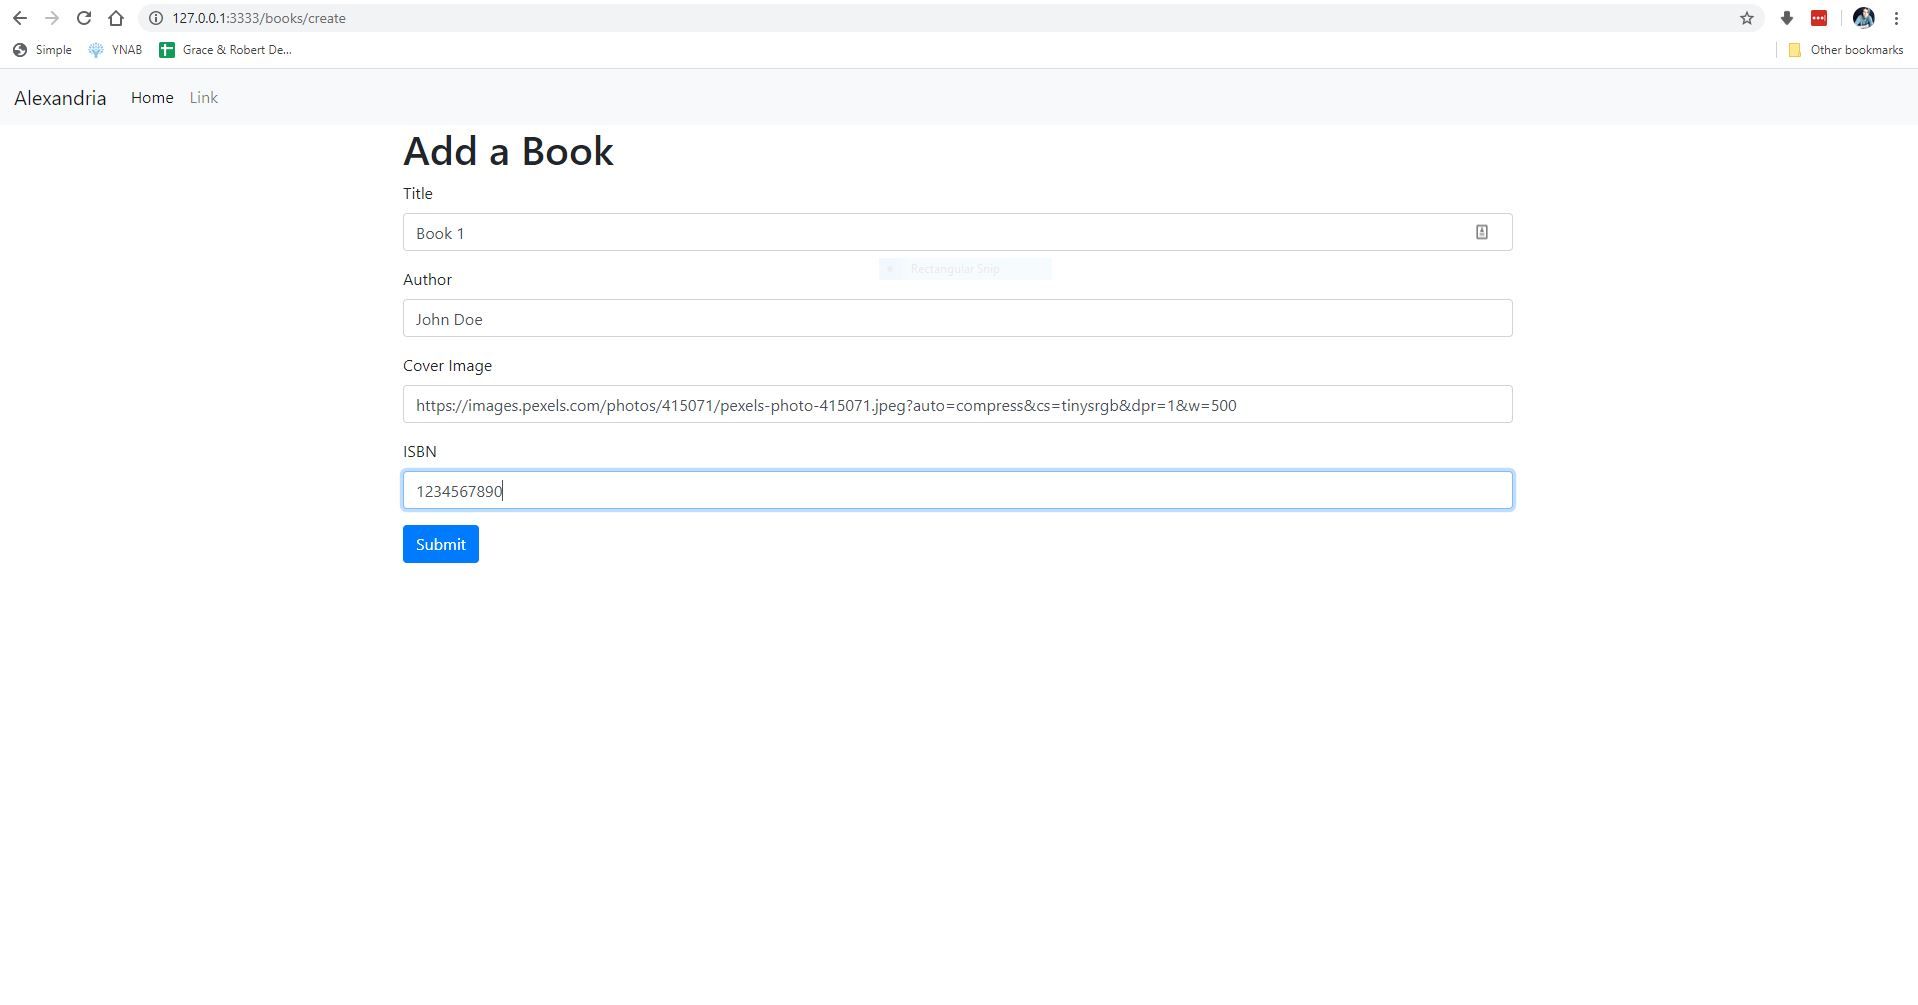 127.0.0.1:3333/books/create
Simple YNAB Grace & Robert De... Other bookmarks
Alexandria Home Link
Add a Book
Title
Book 1
Rectangular Snip
Author
John Doe
Cover Image
https://images.pexels.com/photos/415071/pexels-photo-415071.jpeg?auto=compress&cs=tinysrgb&dpr=1&w=500
ISBN
1234567890
Submit